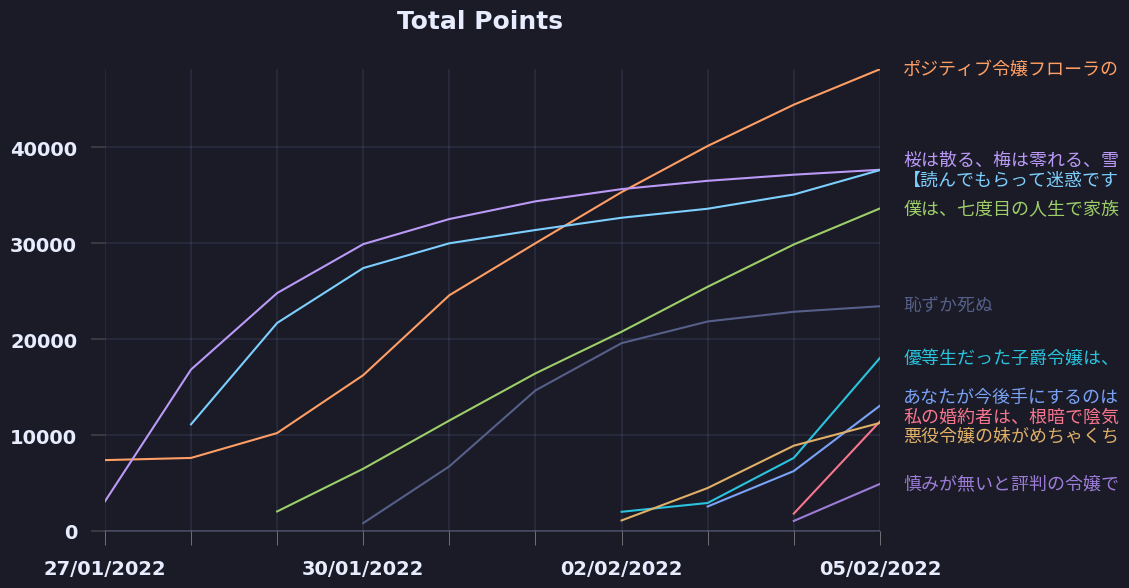 Total Points
ポジティブ令嬢フローラの
桜は散る、梅は零れる、雪
【読んでもらって迷惑です
僕は、七度目の人生で家族
恥ずか死ぬ
優等生だった子爵令嬢は、
あなたが今後手にするのは
私の婚約者は、根暗で陰気
悪役令嬢の妹がめちゃくち
慎みが無いと評判の令嬢で
40000
30000
20000
10000
0
27/01/2022
30/01/2022
02/02/2022
05/02/2022